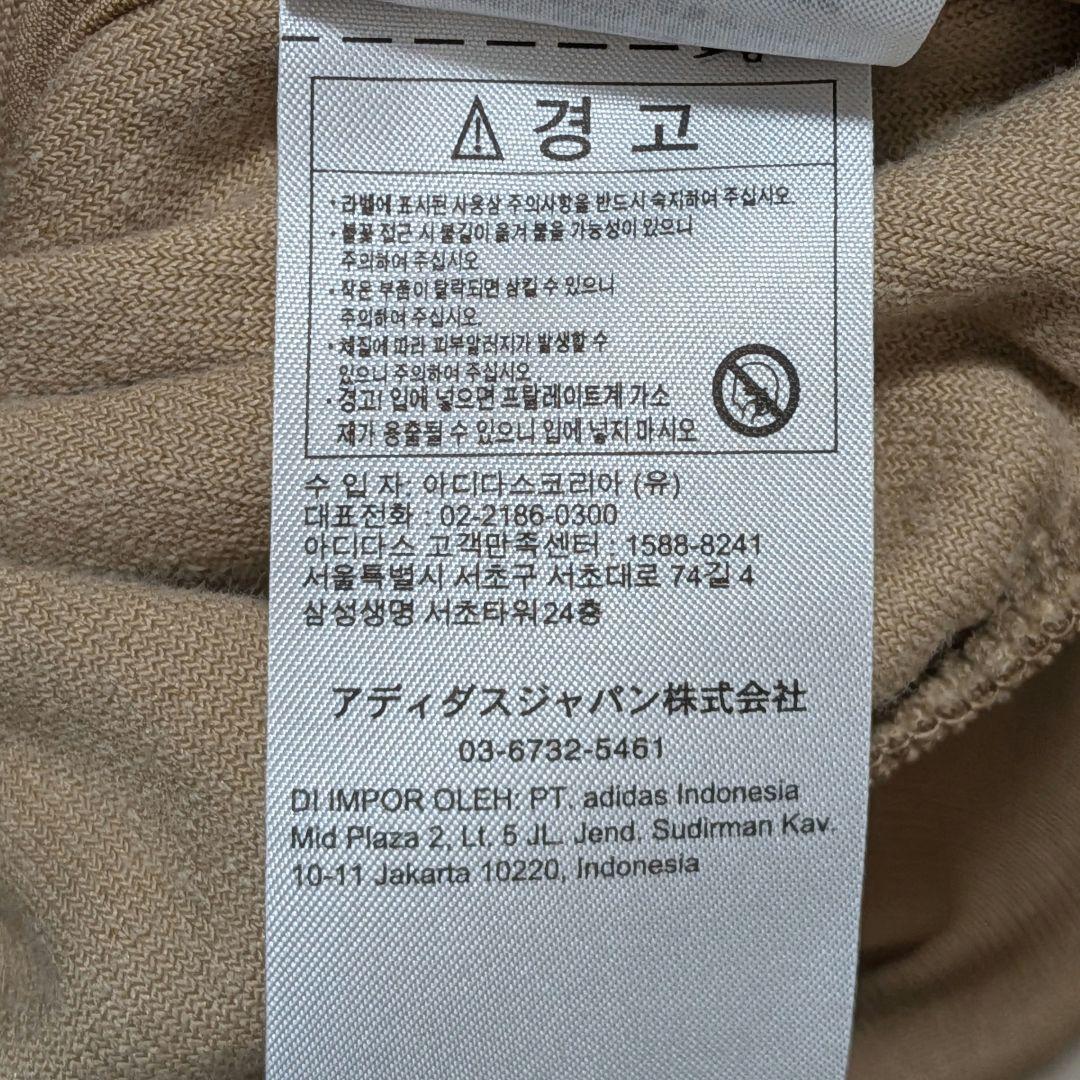 경 고
· 라벨에 표시된 사용상 주의사항을 반드시 숙지하여 주십시오.
· 불꽃 접근 시 불길이 옮겨 붙을 가능성이 있으니
주의하여 주십시오
· 작은 부품이 탈락되면 삼킬 수 있으니
주의하여 주십시오.
· 체질에 따라 피부알러지가 발생할 수
있으니 주의하여 주십시오.
· 경고! 입에 넣으면 프탈레이트계 가소
제가 용출될 수 있으니 입에 넣지 마시오
수 입 자: 아디다스코리아 (유)
대표전화 : 02-2186-0300
아디다스 고객만족센터 : 1588-8241
서울특별시 서초구 서초대로 74길 4
삼성생명 서초타워24층
アディダスジャパン株式会社
03-6732-5461
DI IMPOR OLEH: PT. adidas Indonesia
Mid Plaza 2, Lt. 5 JL. Jend. Sudirman Kav.
10-11 Jakarta 10220, Indonesia